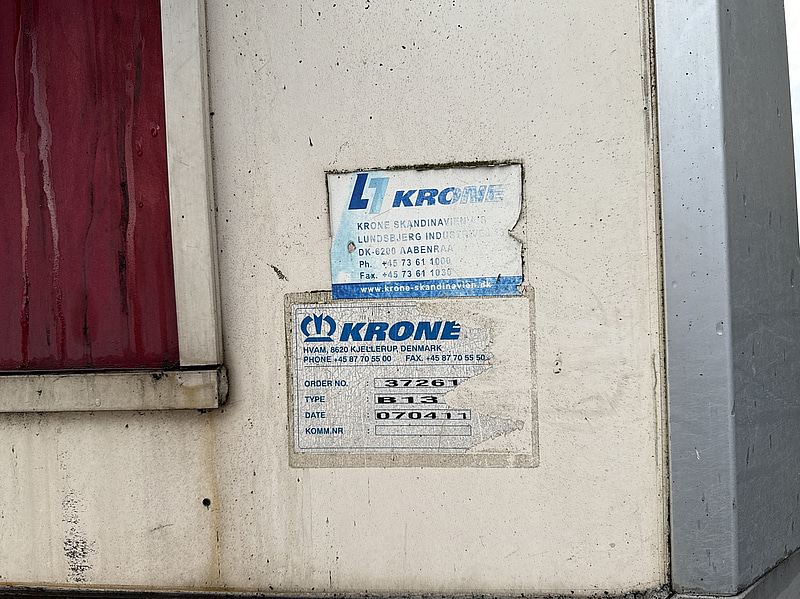 KRONE
KRONE SKANDINAVIEN A/S
LUNDSBJERG INDUSTRIVEJ
DK-6200 AABENRAA
Ph. +45 73 61 1000
Fax. +45 73 61 1030
www.krone-skandinavien.dk
KRONE
HVAM, 8620 KJELLERUP, DENMARK
PHONE +45 87 70 55 00 FAX. +45 87 70 55 50
ORDER NO. : 37261
TYPE : B13
DATE : 070411
KOMM.NR :